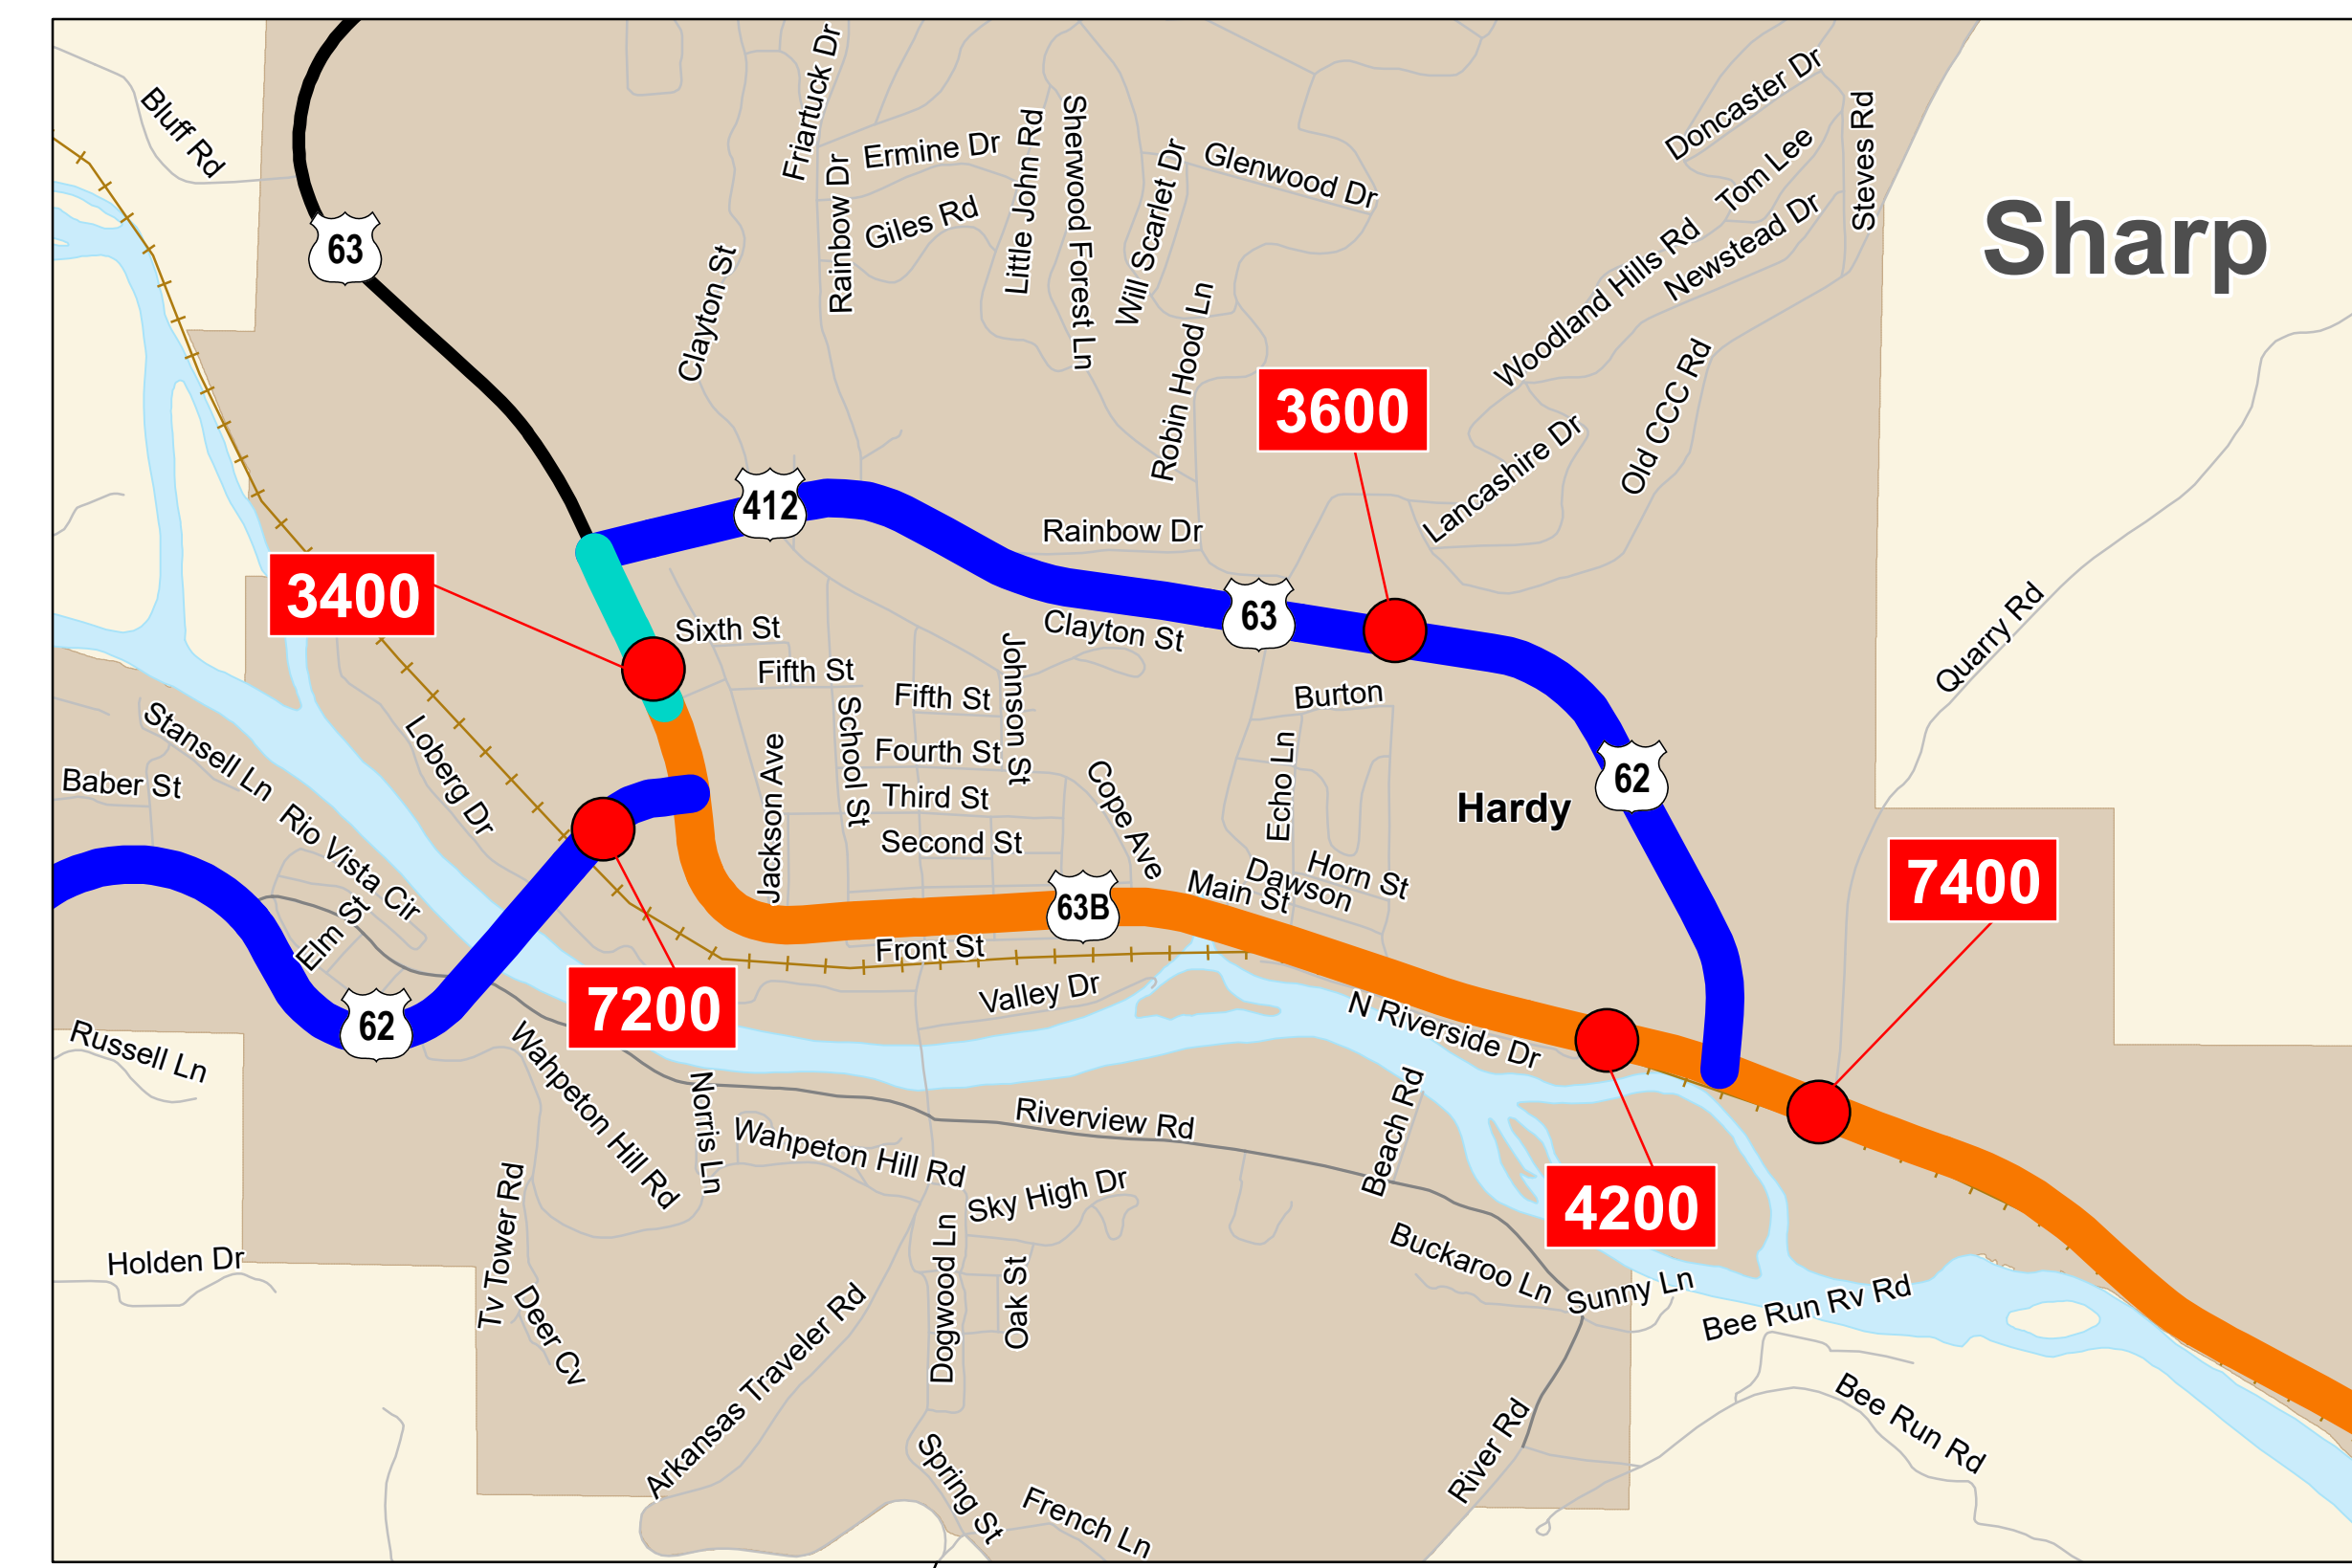 Friartuck Dr
Doncaster Dr
Bluff Rd
Steves Rd
Sherwood Forest Ln
Little John Rd
Ermine Dr
Tom Lee
Will Scarlet Dr
Glenwood Dr
Rainbow Dr
Giles Rd
Newstead Dr
Sharp
63
Woodland Hills Rd
Clayton St
Robin Hood Ln
Old CCC Rd
3600
Lancashire Dr
412
Rainbow Dr
3400
63
Clayton St
Sixth St
Quarry Rd
Fifth St
Johnson St
Fifth St
Burton
Stansell Ln
Loberg Dr
School St
Jackson Ave
Fourth St
Echo Ln
62
Baber St
Third St
Cope Ave
Hardy
Second St
Rio Vista Cir
Horn St
Dawson
Main St
7400
63B
Elm St
Front St
Valley Dr
7200
62
N Riverside Dr
Russell Ln
Wahpeton Hill Rd
Norris Ln
Riverview Rd
Beach Rd
Wahpeton Hill Rd
4200
Sky High Dr
Tv Tower Rd
Holden Dr
Dogwood Ln
Buckaroo Ln
Sunny Ln
Bee Run Rv Rd
Oak St
Deer Cv
Arkansas Traveler Rd
Bee Run Rd
River Rd
Spring St
French Ln